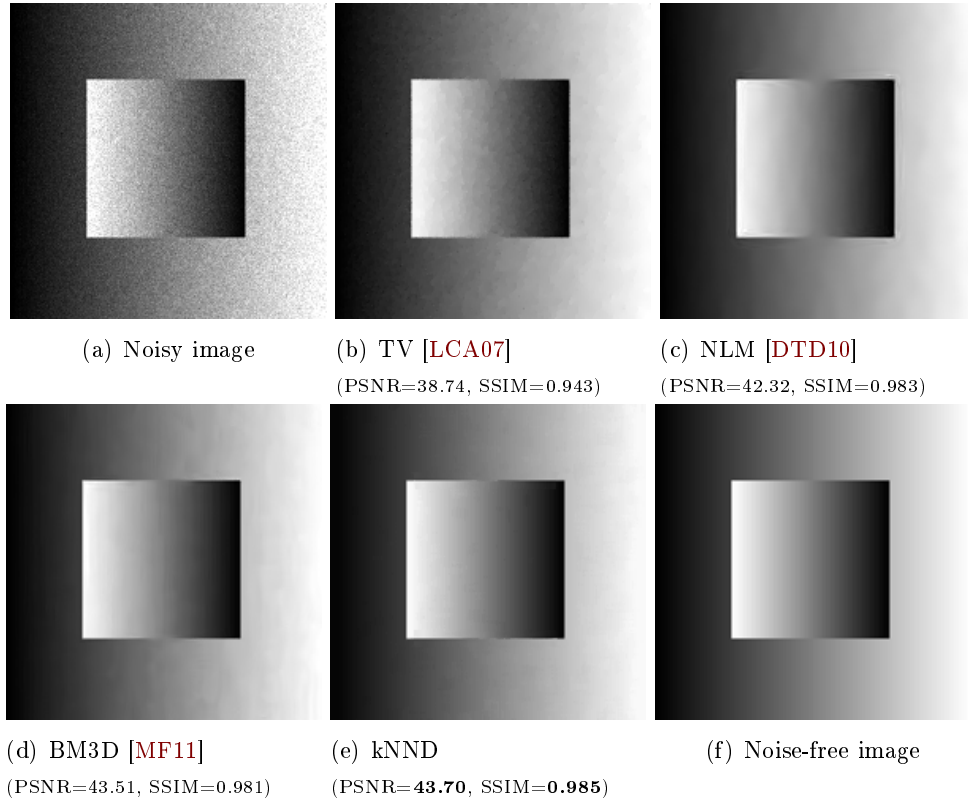 (a) Noisy image
(b) TV [LCA07]
(PSNR=38.74, SSIM=0.943)
(c) NLM [DTD10]
(PSNR=42.32, SSIM=0.983)
(d) BM3D [MF11]
(PSNR=43.51, SSIM=0.981)
(e) kNND
(PSNR=43.70, SSIM=0.985)
(f) Noise-free image